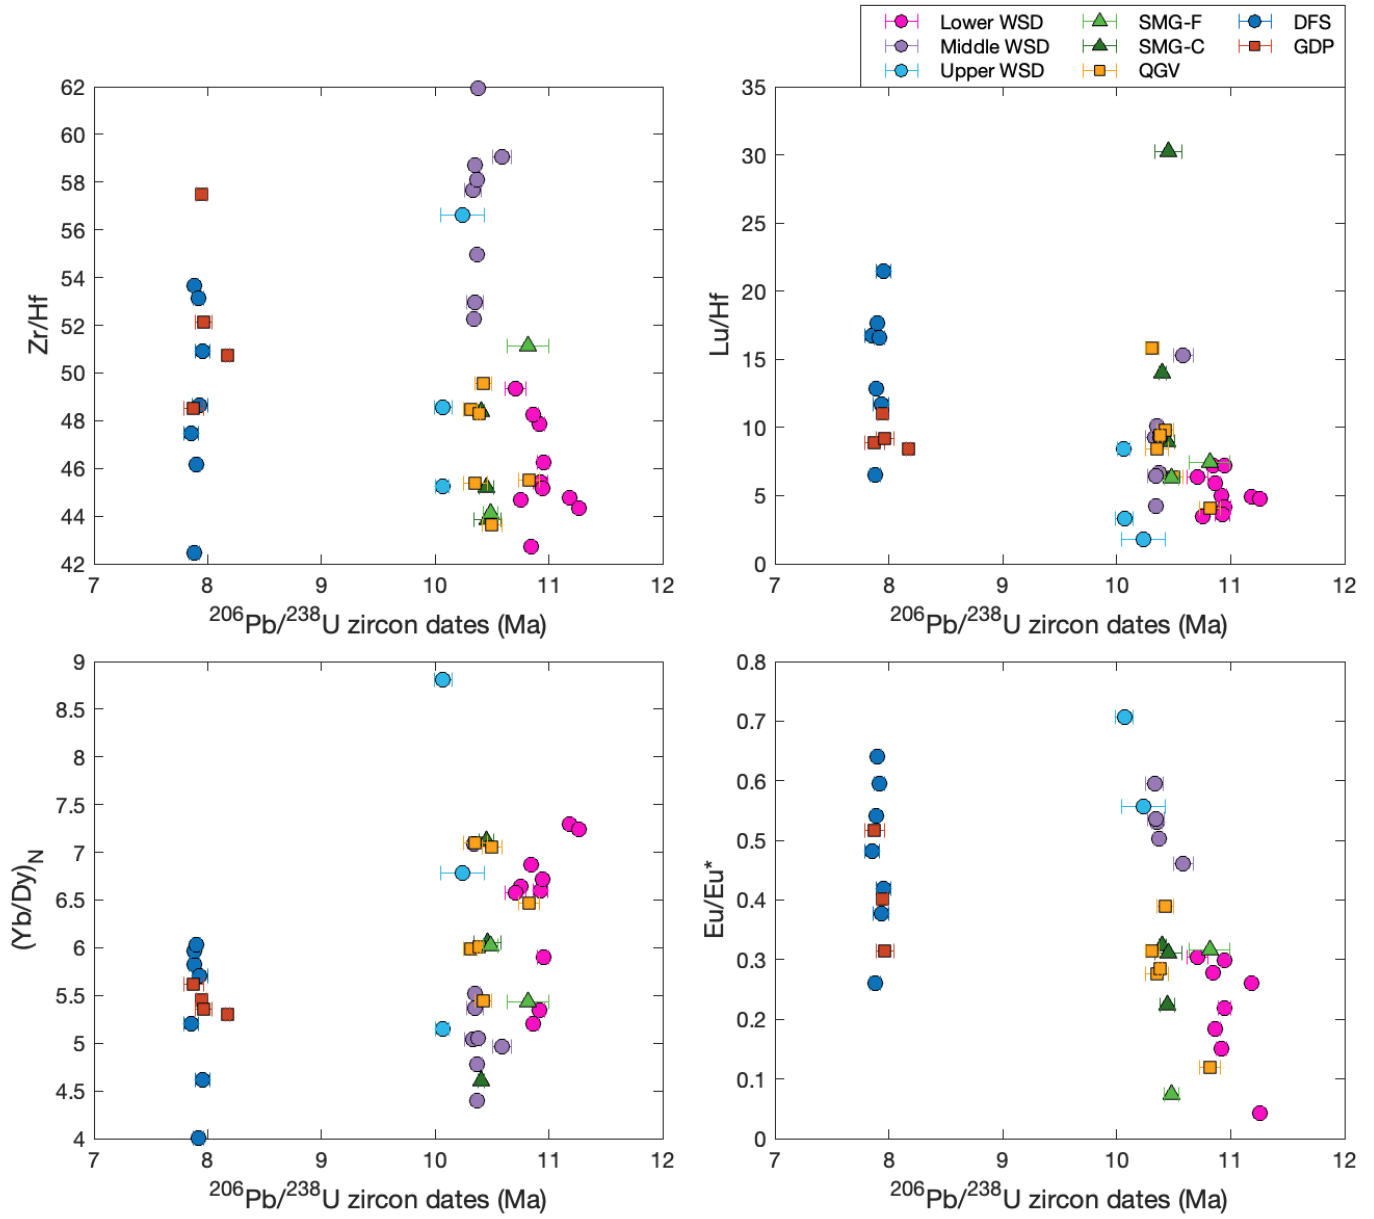 Lower WSD SMG-F DFS
Middle WSD SMG-C GDP
Upper WSD QGV
62
60
58
56
54
52
50
48
46
44
42
Zr/Hf
7 8 9 10 11 12
206Pb/238U zircon dates (Ma)
35
30
25
20
15
10
5
0
Lu/Hf
7 8 9 10 11 12
206Pb/238U zircon dates (Ma)
9
8.5
8
7.5
7
6.5
6
5.5
5
4.5
4
(Yb/Dy)N
7 8 9 10 11 12
206Pb/238U zircon dates (Ma)
0.8
0.7
0.6
0.5
0.4
0.3
0.2
0.1
0
Eu/Eu*
7 8 9 10 11 12
206Pb/238U zircon dates (Ma)